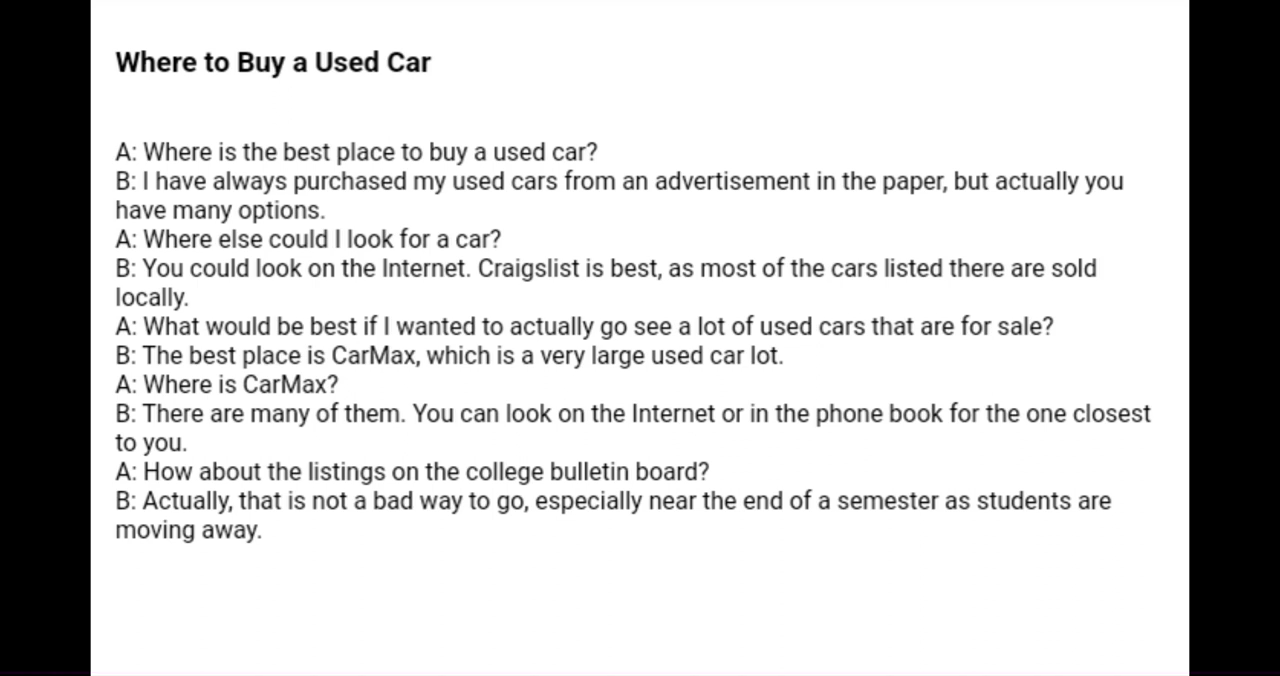 Where to Buy a Used Car
A: Where is the best place to buy a used car?
B: I have always purchased my used cars from an advertisement in the paper, but actually you
have many options.
A: Where else could I look for a car?
B: You could look on the Internet. Craigslist is best, as most of the cars listed there are sold
locally.
A: What would be best if I wanted to actually go see a lot of used cars that are for sale?
B: The best place is CarMax, which is a very large used car lot.
A: Where is CarMax?
B: There are many of them. You can look on the Internet or in the phone book for the one closest
to you.
A: How about the listings on the college bulletin board?
B: Actually, that is not a bad way to go, especially near the end of a semester as students are
moving away.